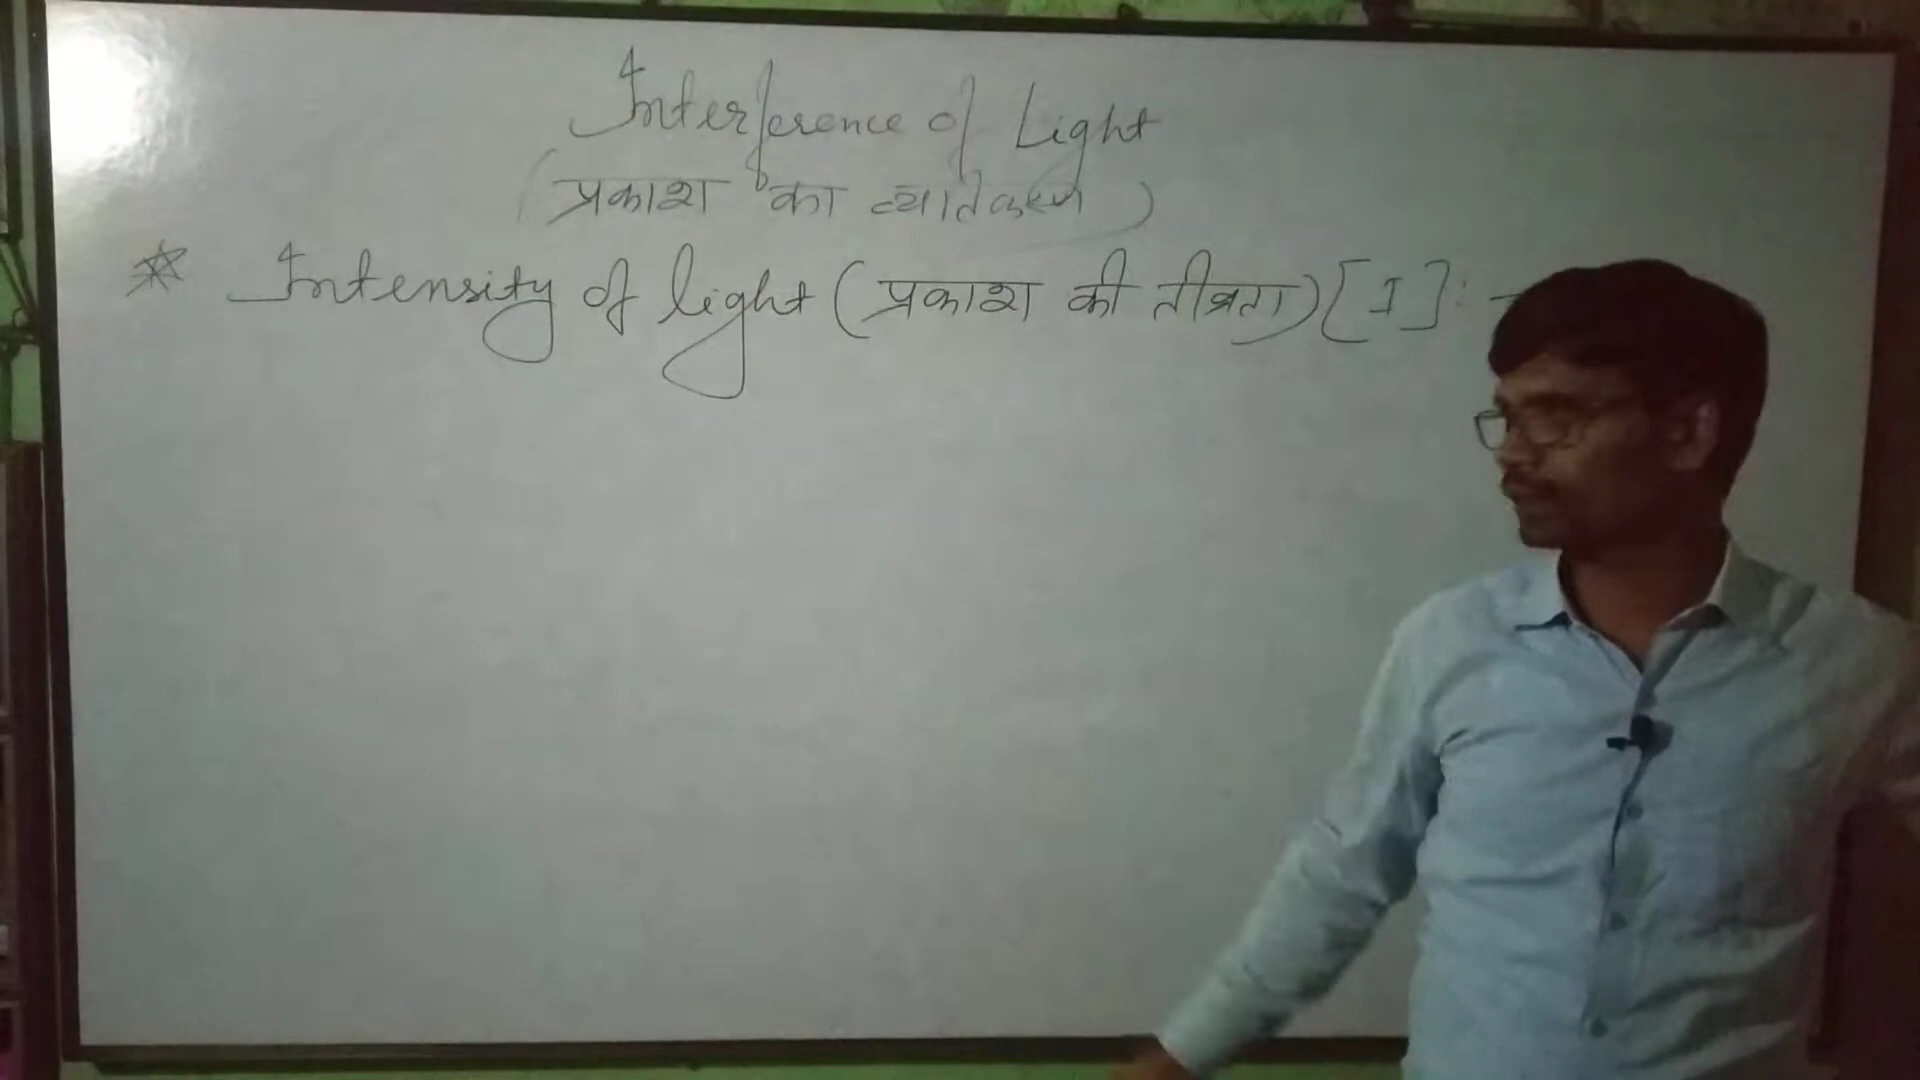 Interference of Light
(प्रकाश का व्यतिकरण)
* Intensity of light (प्रकाश की तीव्रता) [I] : -